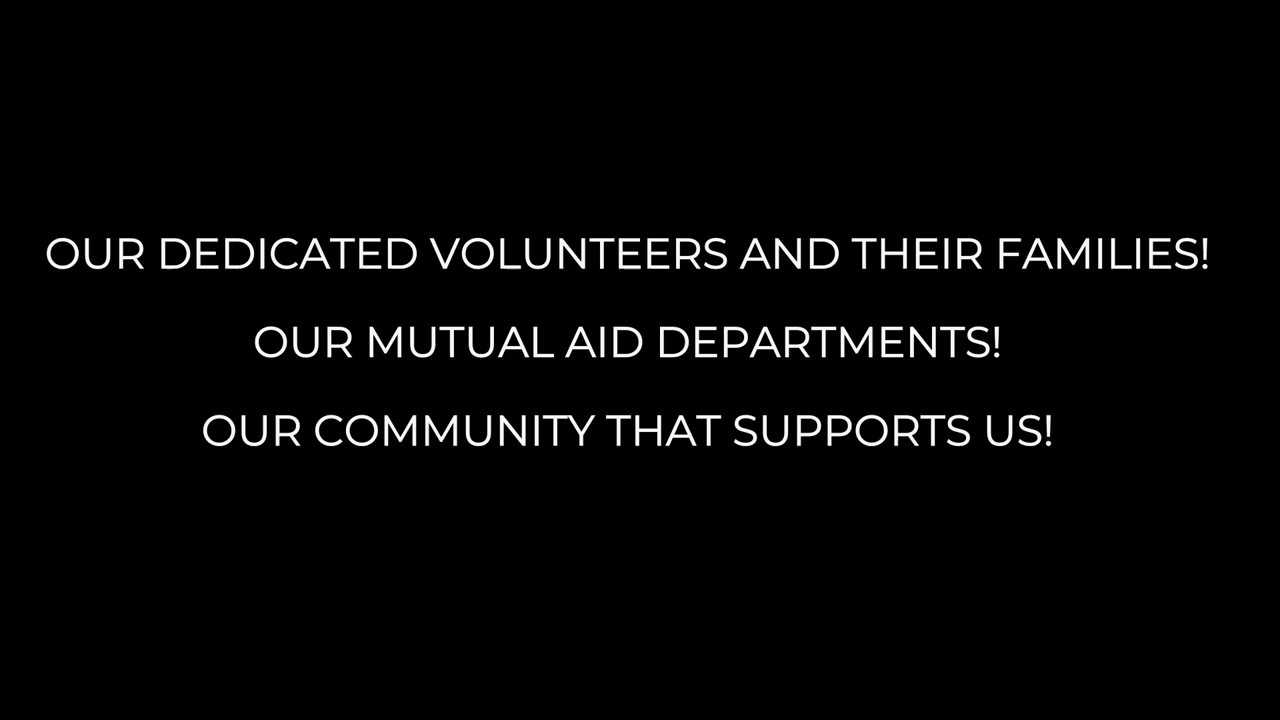 OUR DEDICATED VOLUNTEERS AND THEIR FAMILIES!
OUR MUTUAL AID DEPARTMENTS!
OUR COMMUNITY THAT SUPPORTS US!